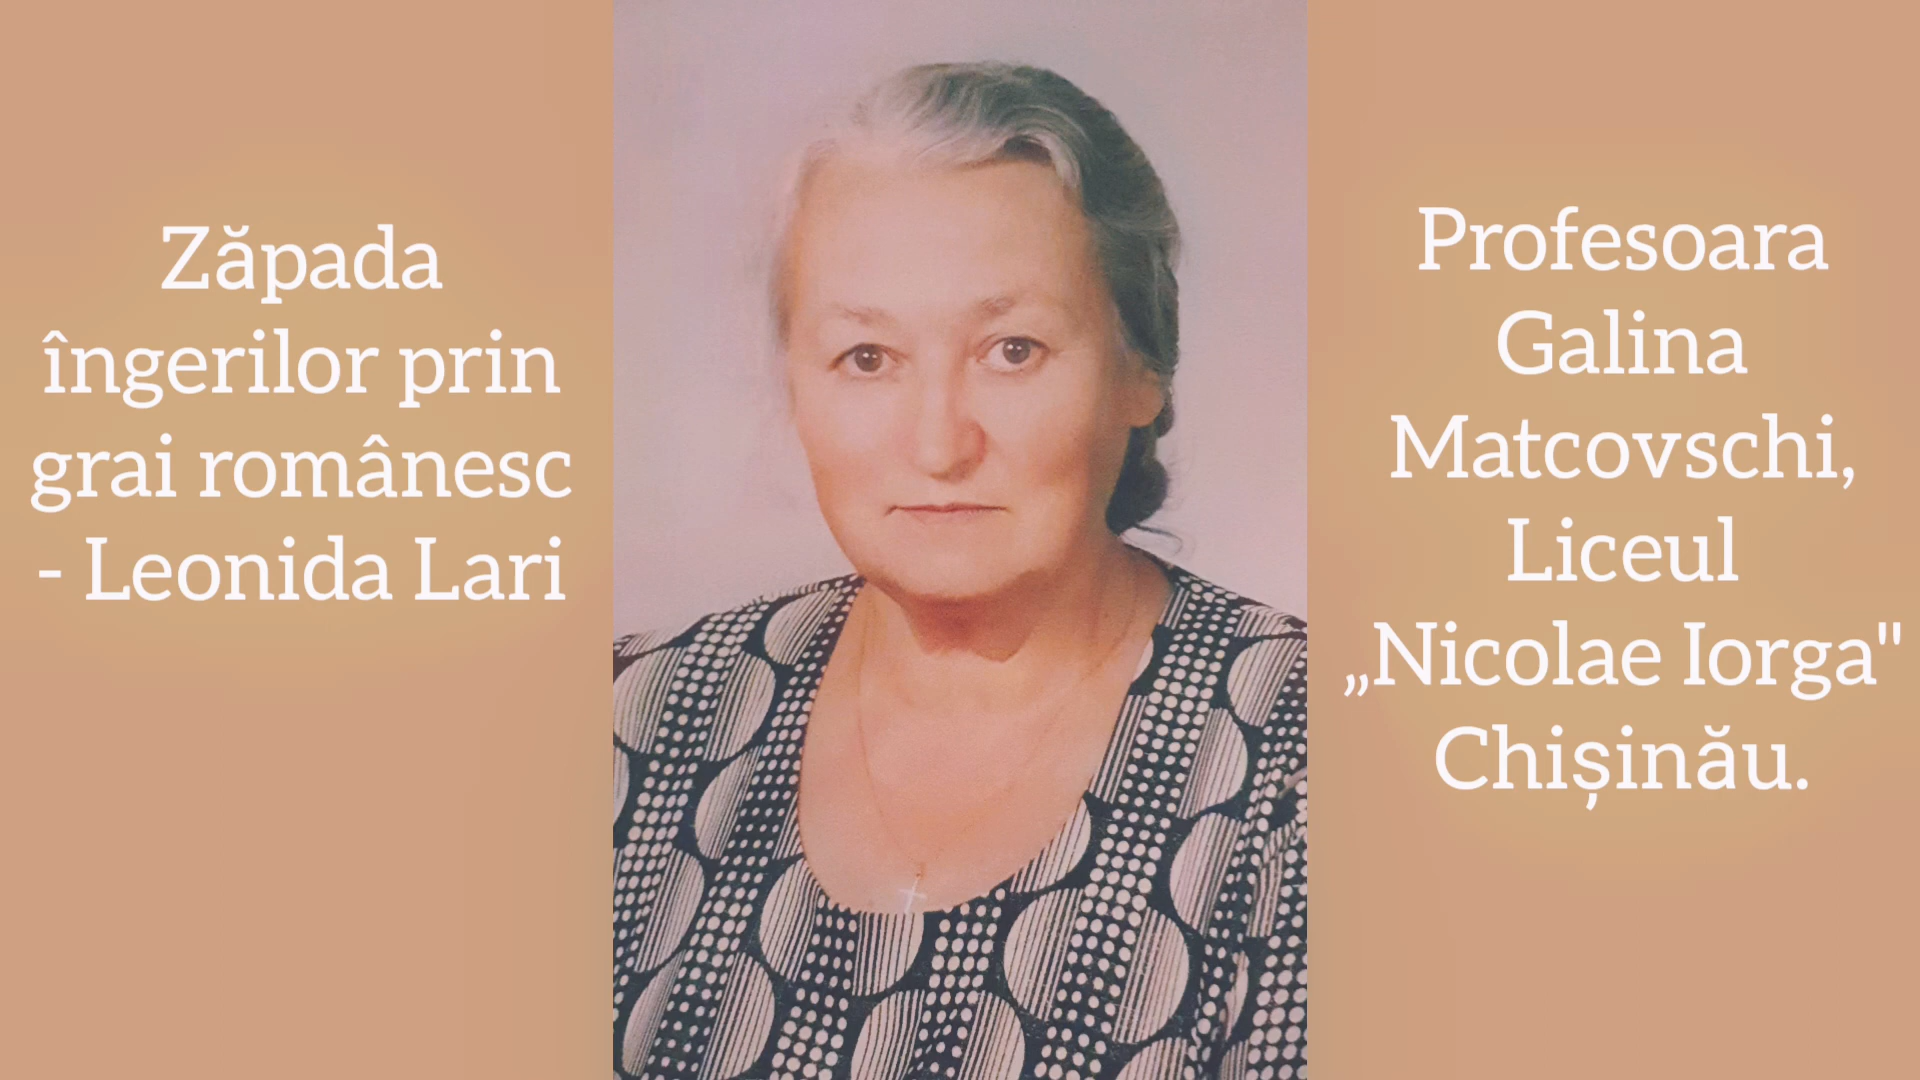 Zăpada
îngerilor prin
grai românesc
- Leonida Lari
Profesoara
Galina
Matcovschi,
Liceul
„Nicolae Iorga"
Chișinău.